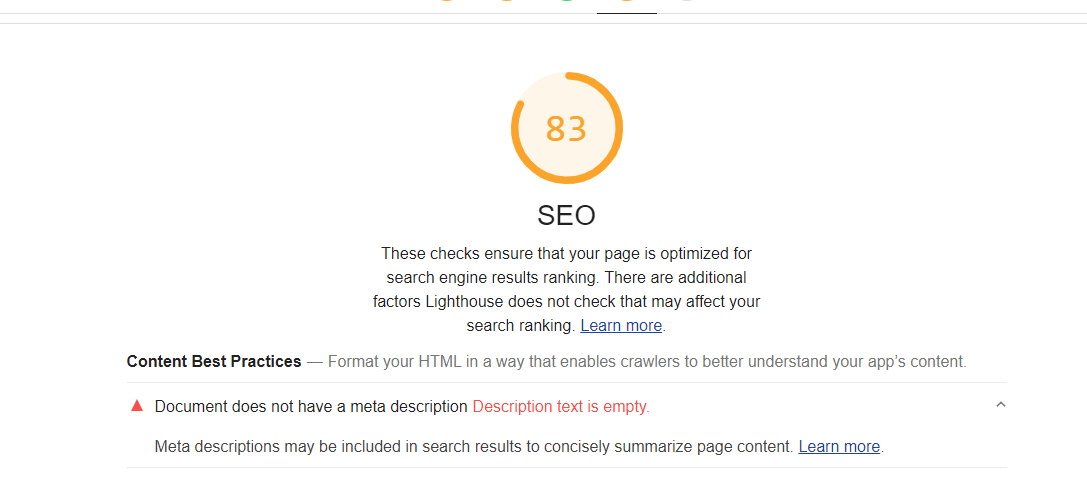 83
SEO
These checks ensure that your page is optimized for
search engine results ranking. There are additional
factors Lighthouse does not check that may affect your
search ranking. Learn more.
Content Best Practices — Format your HTML in a way that enables crawlers to better understand your app's content.
Document does not have a meta description Description text is empty.
Meta descriptions may be included in search results to concisely summarize page content. Learn more.